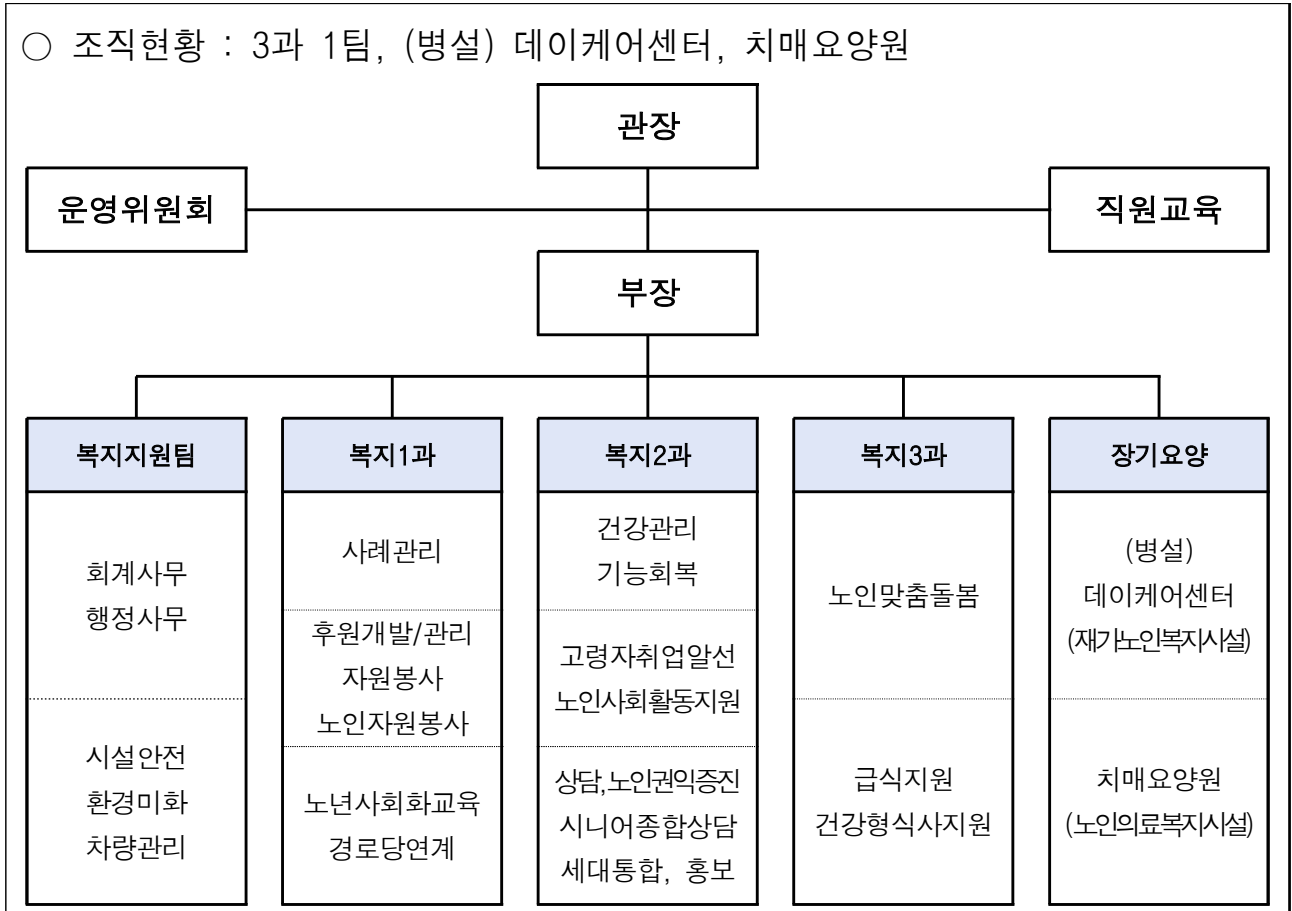 ○ 조직현황 : 3과 1팀, (병설) 데이케어센터, 치매요양원
관장
운영위원회
직원교육
부장
복지지원팀
회계사무
행정사무
시설안전
환경미화
차량관리
복지1과
사례관리
후원개발/관리
자원봉사
노인자원봉사
노년사회화교육
경로당연계
복지2과
건강관리
기능회복
고령자취업알선
노인사회활동지원
상담,노인권익증진
시니어종합상담
세대통합, 홍보
복지3과
노인맞춤돌봄
급식지원
건강형식사지원
장기요양
(병설)
데이케어센터
(재가노인복지시설)
치매요양원
(노인의료복지시설)